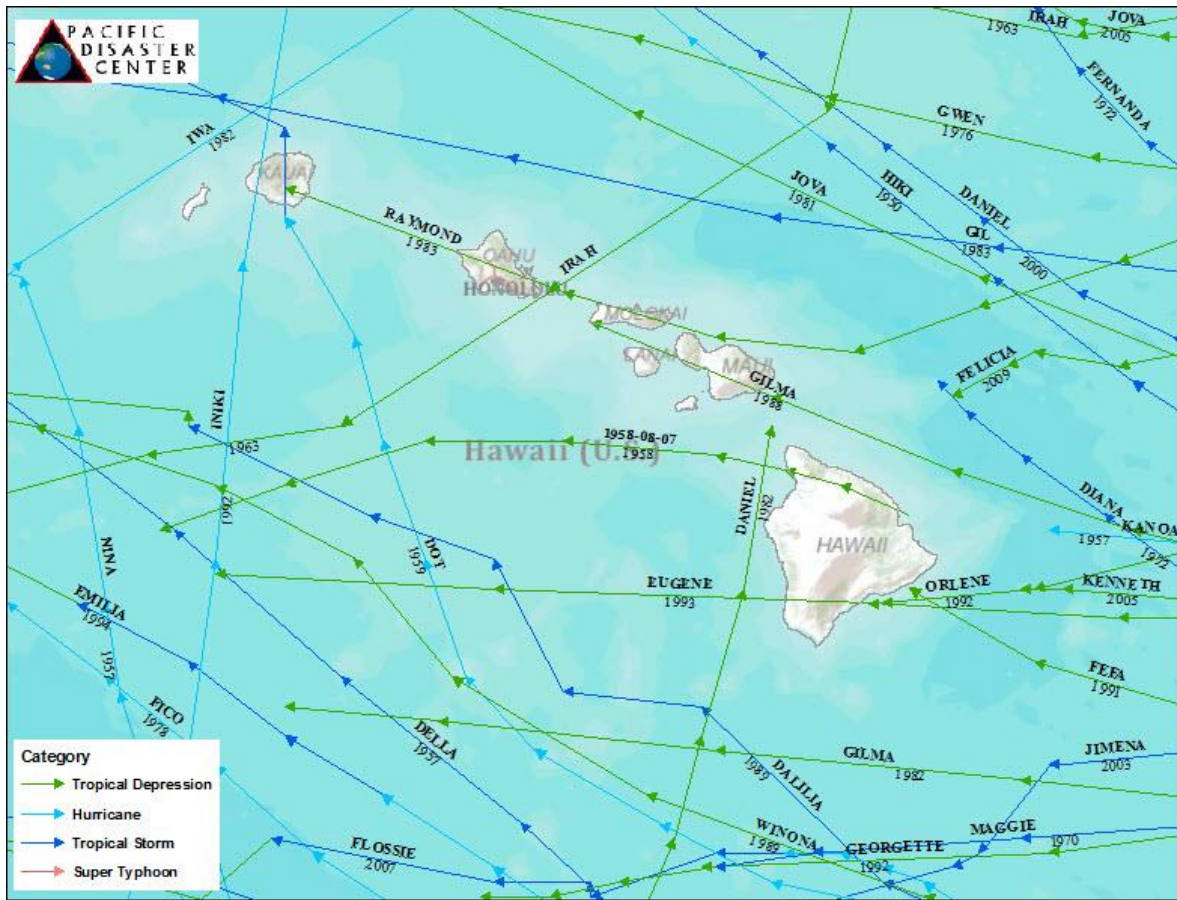 PACIFIC
DISASTER
CENTER
IRAH
1963
JOVA
2005
FERNANDA
1972
GWEN
1976
IWA
1982
KAUAI
JOVA
1981
HIKI
1950
DANIEL
2000
GIL
1983
RAYMOND
1983
OAHU
HONOLULU
IRAH
MOLOKAI
LANAI
MAUI
GILMA
1988
FELICIA
2009
INIKI
1992
1963
1958-08-07
1958
Hawaii (U.S.)
DANIEL
1982
DIANA
1972
KANOA
1957
HAWAII
NINA
1957
DOT
1959
EMILIA
1994
EUGENE
1993
ORLENE
1992
KENNETH
2005
FEFA
1991
FICO
1978
DELLA
1957
GILMA
1982
JIMENA
2003
DALILIA
1989
WINONA
1989
GEORGETTE
1992
MAGGIE
1970
FLOSSIE
2007
Category
Tropical Depression
Hurricane
Tropical Storm
Super Typhoon